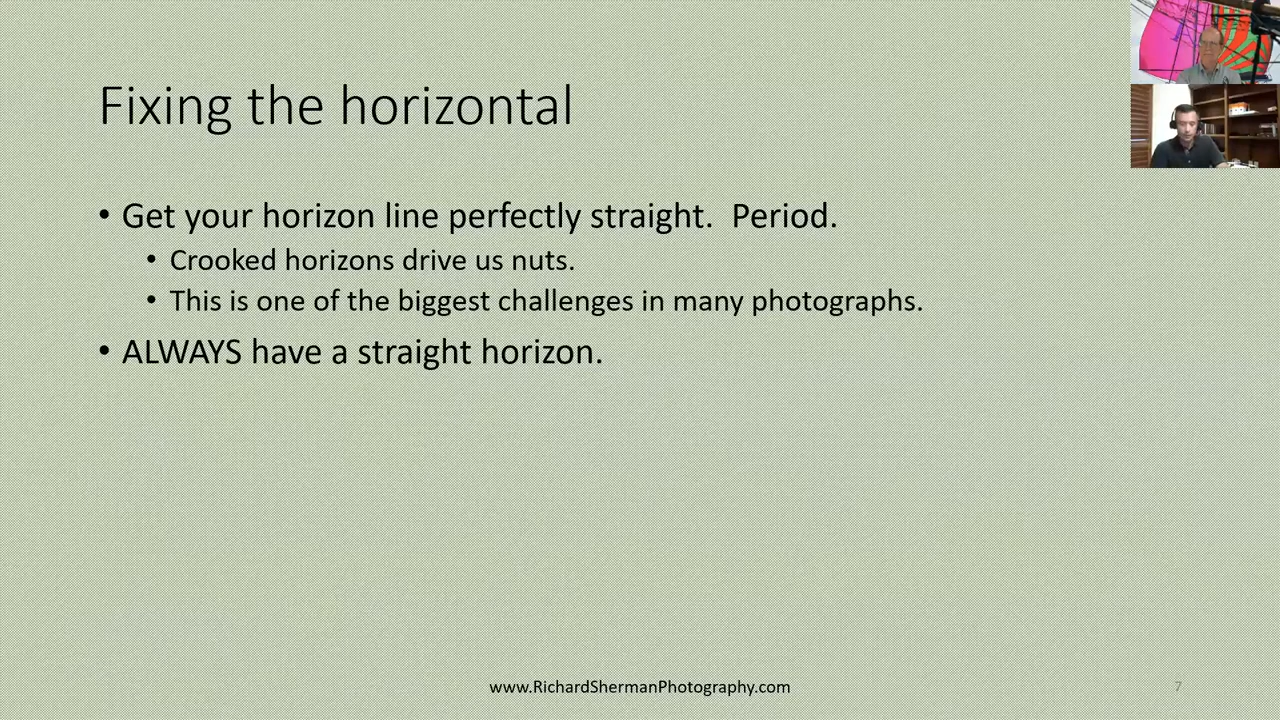 Fixing the horizontal
• Get your horizon line perfectly straight.  Period.
• Crooked horizons drive us nuts.
• This is one of the biggest challenges in many photographs.
• ALWAYS have a straight horizon.
www.RichardShermanPhotography.com
7